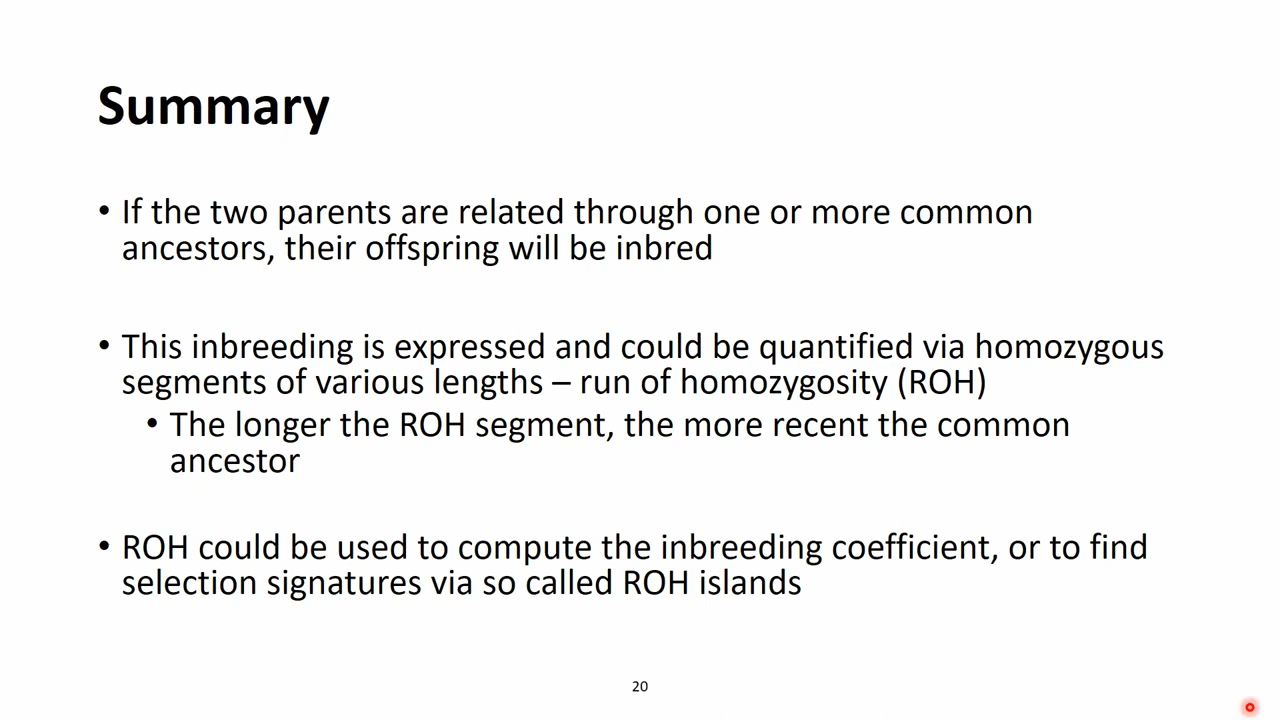 Summary
• If the two parents are related through one or more common
ancestors, their offspring will be inbred
• This inbreeding is expressed and could be quantified via homozygous
segments of various lengths – run of homozygosity (ROH)
• The longer the ROH segment, the more recent the common
ancestor
• ROH could be used to compute the inbreeding coefficient, or to find
selection signatures via so called ROH islands
20